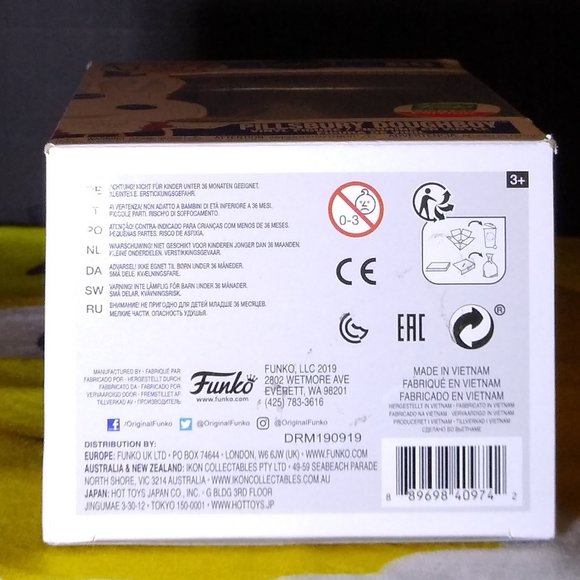 PILLSBURY DOUGHBOY
3+
ACHTUNG! NICHT FÜR KINDER UNTER 36 MONATEN GEEIGNET.
KLEINTEILE. ERSTICKUNGSGEFAHR.
AVVERTENZA! NON ADATTO A BAMBINI DI ETÀ INFERIORE A 36 MESI.
PICCOLE PARTI. RISCHIO DI SOFFOCAMENTO.
ATENÇÃO! CONTRA-INDICADO PARA CRIANÇAS COM MENOS DE 36 MESES.
PEQUENAS PARTES. RISCO DE ASFIXIA.
NL WAARSCHUWING! NIET GESCHIKT VOOR KINDEREN JONGER DAN 36 MAANDEN.
KLEINE ONDERDELEN. VERSTIKKINGSGEVAAR.
DA ADVARSEL! IKKE EGNET TIL BØRN UNDER 36 MÅNEDER.
SMÅ DELE. KVÆLNINGSFARE.
SW VARNING! INTE LÄMPLIG FÖR BARN UNDER 36 MÅNADER.
SMÅ DELAR. KVÄVNINGSRISK.
RU ВНИМАНИЕ! НЕ ПРИГОДНО ДЛЯ ДЕТЕЙ МЛАДШЕ 36 МЕСЯЦЕВ.
МЕЛКИЕ ЧАСТИ. ОПАСНОСТЬ УДУШЬЯ.
0-3
CE
EAC
®
MANUFACTURED BY • FABRIQUÉ PAR
FABRICADO POR • HERGESTELLT DURCH
FABRICADO DA • FABRICADO POR
VERVAARDIGD DOOR • FREMSTILLET AF
TILLVERKAD AV • ПРОИЗВОДИТЕЛЬ
Funko
www.funko.com
FUNKO, LLC 2019
2802 WETMORE AVE
EVERETT, WA 98201
(425) 783-3616
/OriginalFunko @OriginalFunko @OriginalFunko
DRM190919
DISTRIBUTION BY:
EUROPE: FUNKO UK LTD • PO BOX 74644 • LONDON, W6 6JW (UK) • WWW.FUNKO.COM
AUSTRALIA & NEW ZEALAND: IKON COLLECTABLES PTY LTD • 49-59 SEABEACH PARADE
NORTH SHORE, VIC 3214 AUSTRALIA • WWW.IKONCOLLECTABLES.COM.AU
JAPAN: HOT TOYS JAPAN CO., INC. • G BLDG 3RD FLOOR
JINGUMAE 3-30-12 • TOKYO 150-0001 • WWW.HOTTOYS.JP
MADE IN VIETNAM
FABRIQUÉ EN VIETNAM
FABRICADO EN VIETNAM
HERGESTELLT IN VIETNAM • FABBRICATO IN VIETNAM
FABRICADO NO VIETNAM • VERVAARDIGD IN VIETNAM
PRODUCERET I VIETNAM • TILLVERKAD I VIETNAM
СДЕЛАНО ВО ВЬЕТНАМЕ
8 89698 40974 2